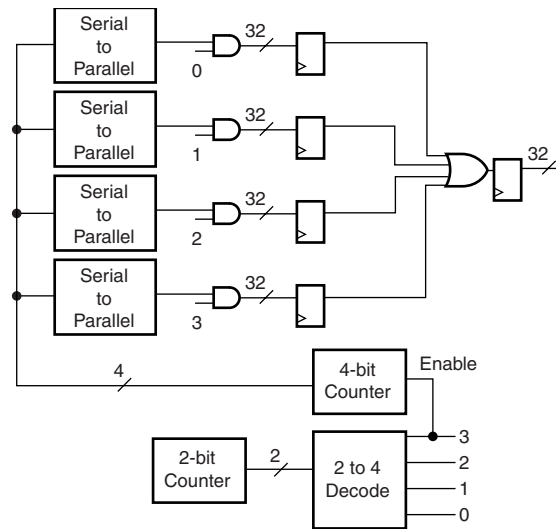 Serial
to
Parallel
32
0
Serial
to
Parallel
32
1
32
Serial
to
Parallel
32
2
Serial
to
Parallel
32
3
4
4-bit
Counter
Enable
2-bit
Counter
2
2 to 4
Decode
3
2
1
0